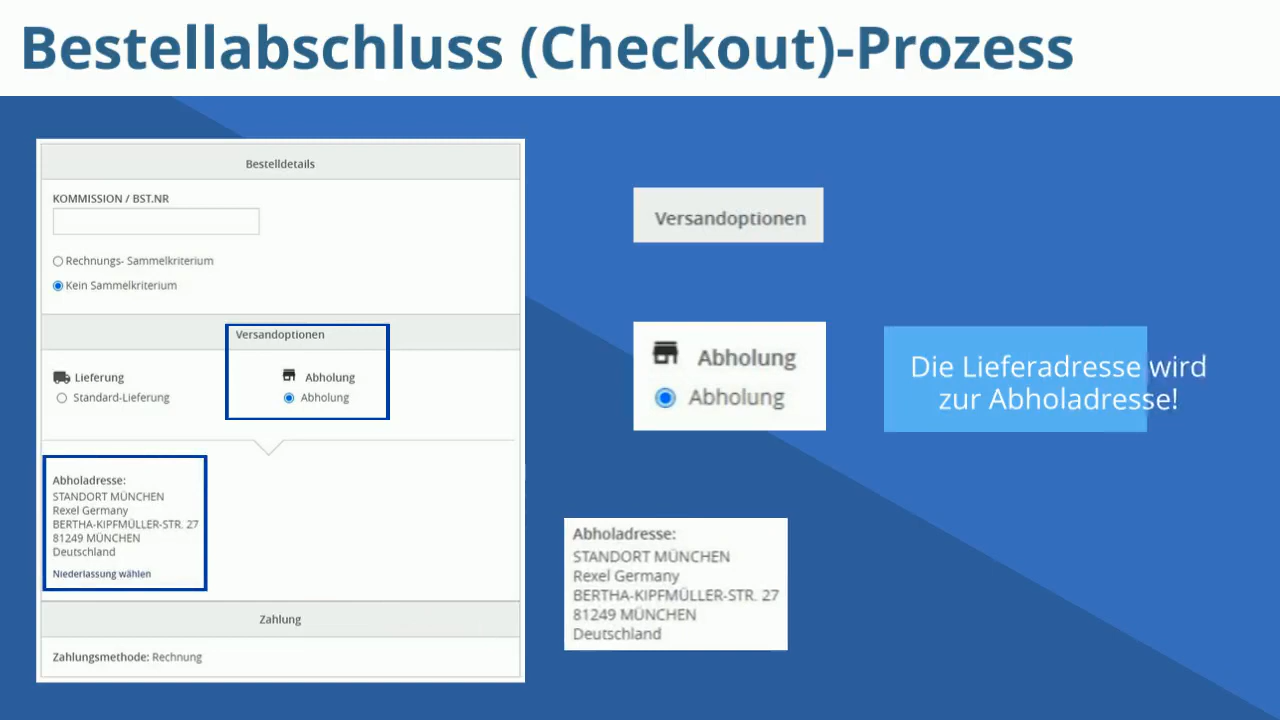 Bestellabschluss (Checkout)-Prozess
Bestelldetails
KOMMISSION / BST.NR
Rechnungs- Sammelkriterium
Kein Sammelkriterium
Versandoptionen
Lieferung
Abholung
Standard-Lieferung
Abholung
Abholadresse:
STANDORT MÜNCHEN
Rexel Germany
BERTHA-KIPFMÜLLER-STR. 27
81249 MÜNCHEN
Deutschland
Niederlassung wählen
Zahlung
Zahlungsmethode: Rechnung
Versandoptionen
Abholung
Abholung
Die Lieferadresse wird
zur Abholadresse!
Abholadresse:
STANDORT MÜNCHEN
Rexel Germany
BERTHA-KIPFMÜLLER-STR. 27
81249 MÜNCHEN
Deutschland